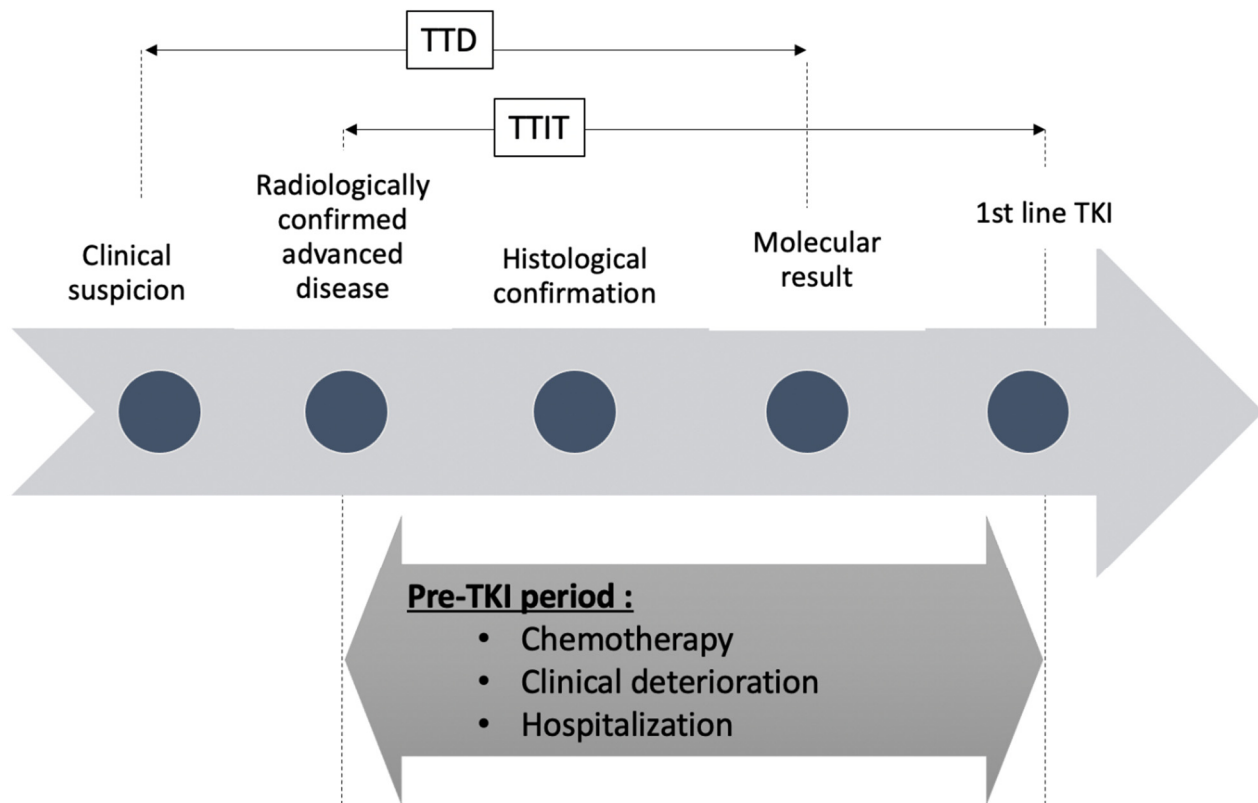 TTD
TTIT
Clinical
suspicion
Radiologically
confirmed
advanced
disease
Histological
confirmation
Molecular
result
1st line TKI
Pre-TKI period :
• Chemotherapy
• Clinical deterioration
• Hospitalization